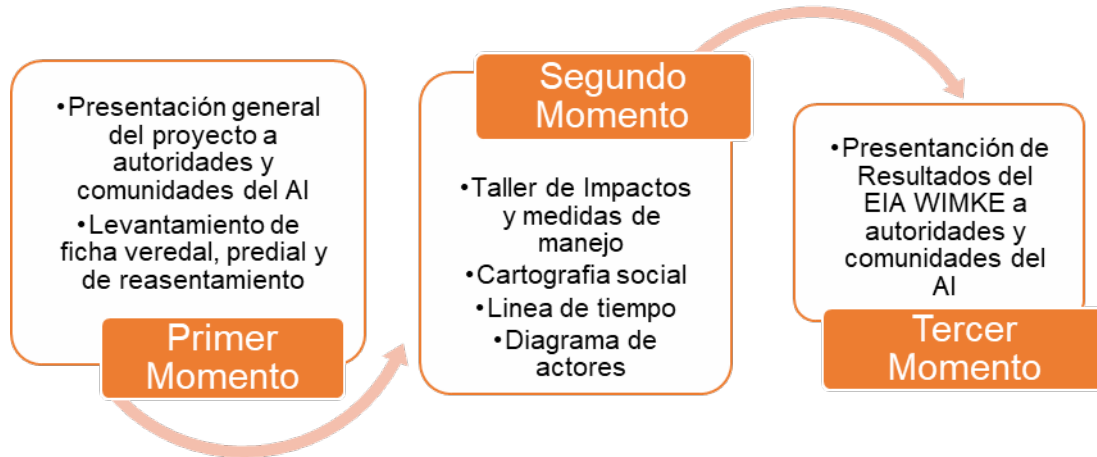 •Presentación general
del proyecto a
autoridades y
comunidades del AI
•Levantamiento de
ficha veredal, predial y
de reasentamiento
Primer
Momento
Segundo
Momento
•Taller de Impactos
y medidas de
manejo
•Cartografia social
•Linea de tiempo
•Diagrama de
actores
•Presentanción de
Resultados del
EIA WIMKE a
autoridades y
comunidades del
AI
Tercer
Momento